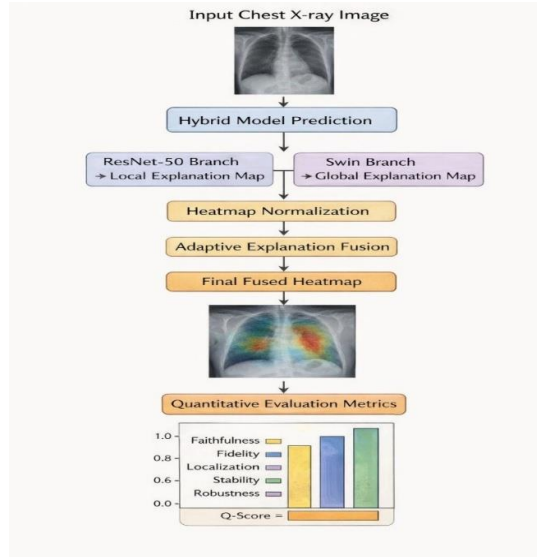 Input Chest X-ray Image
Hybrid Model Prediction
ResNet-50 Branch
→ Local Explanation Map
Swin Branch
→ Global Explanation Map
Heatmap Normalization
Adaptive Explanation Fusion
Final Fused Heatmap
Quantitative Evaluation Metrics
1.0
0.8
0.6
0.0
Faithfulness
Fidelity
Localization
Stability
Robustness
Q-Score =